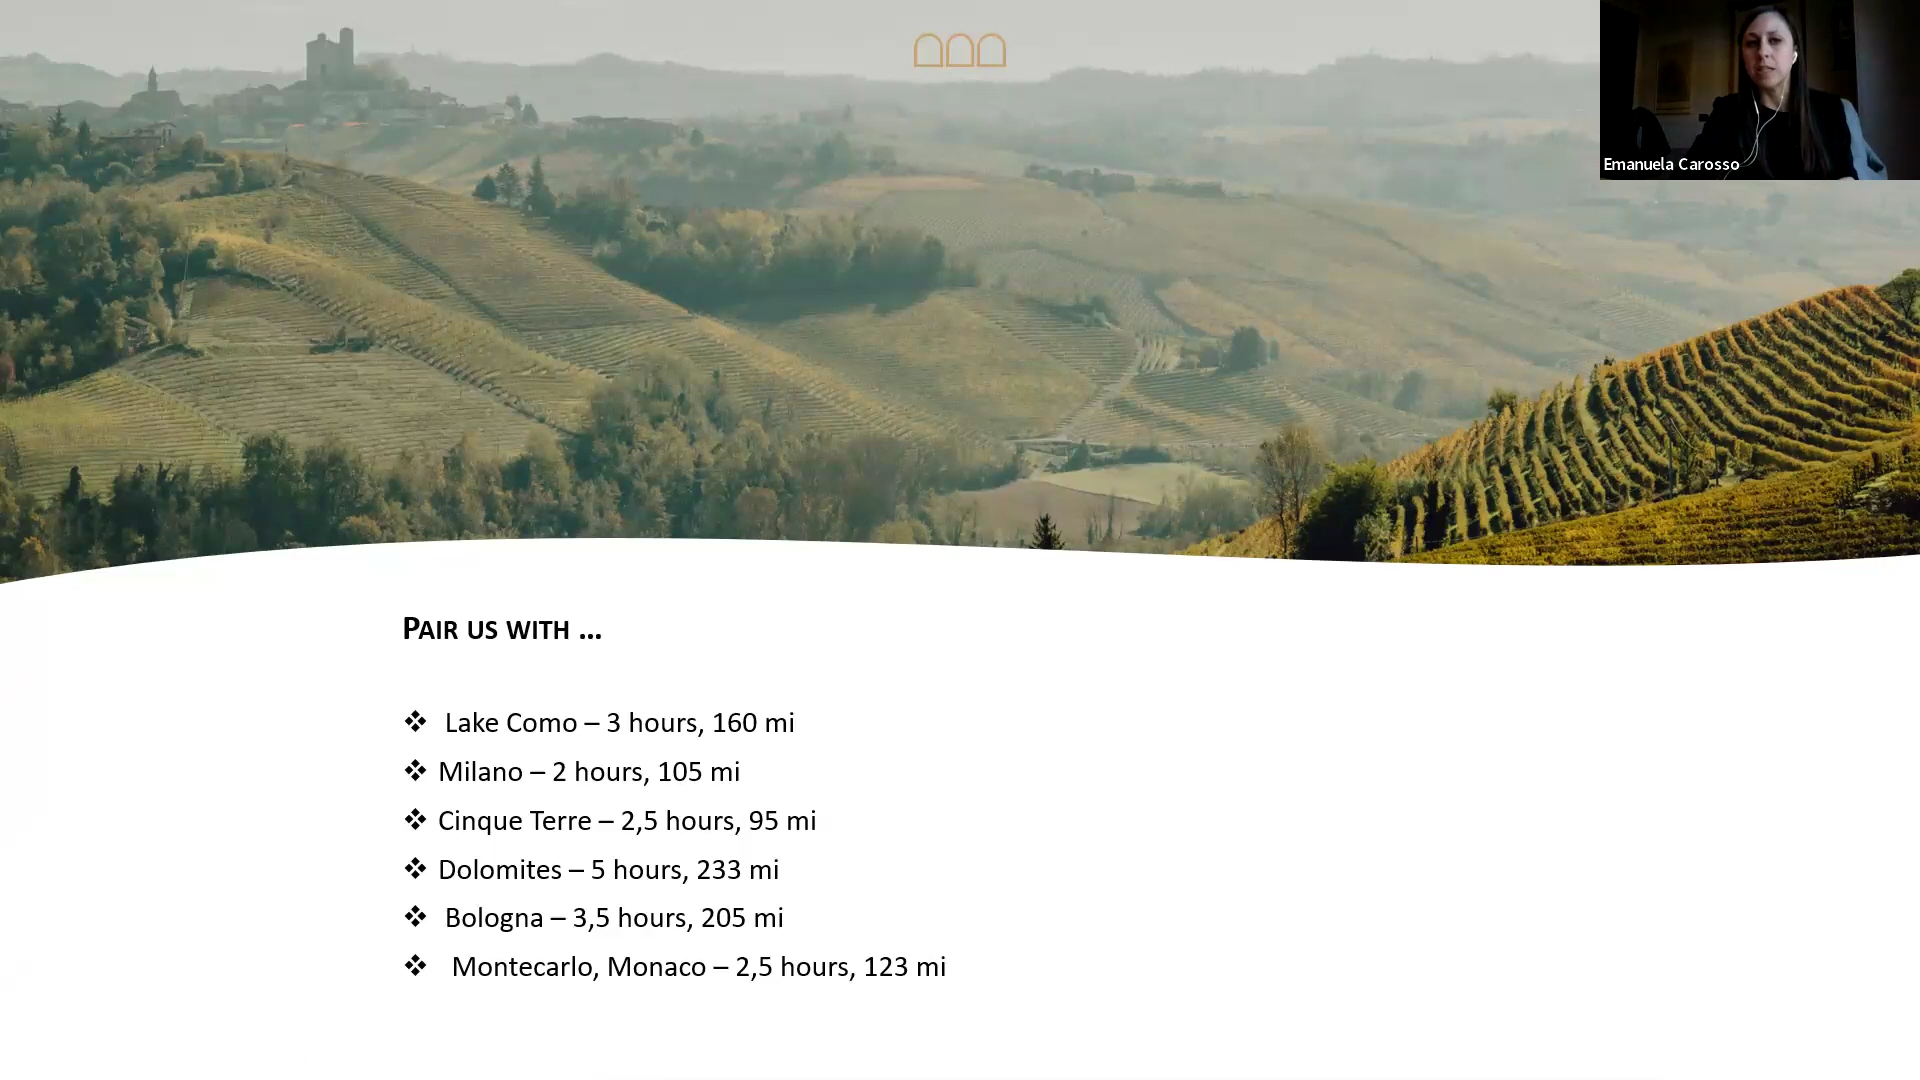 Emanuela Carosso
PAIR US WITH ...
❖ Lake Como – 3 hours, 160 mi
❖ Milano – 2 hours, 105 mi
❖ Cinque Terre – 2,5 hours, 95 mi
❖ Dolomites – 5 hours, 233 mi
❖ Bologna – 3,5 hours, 205 mi
❖ Montecarlo, Monaco – 2,5 hours, 123 mi